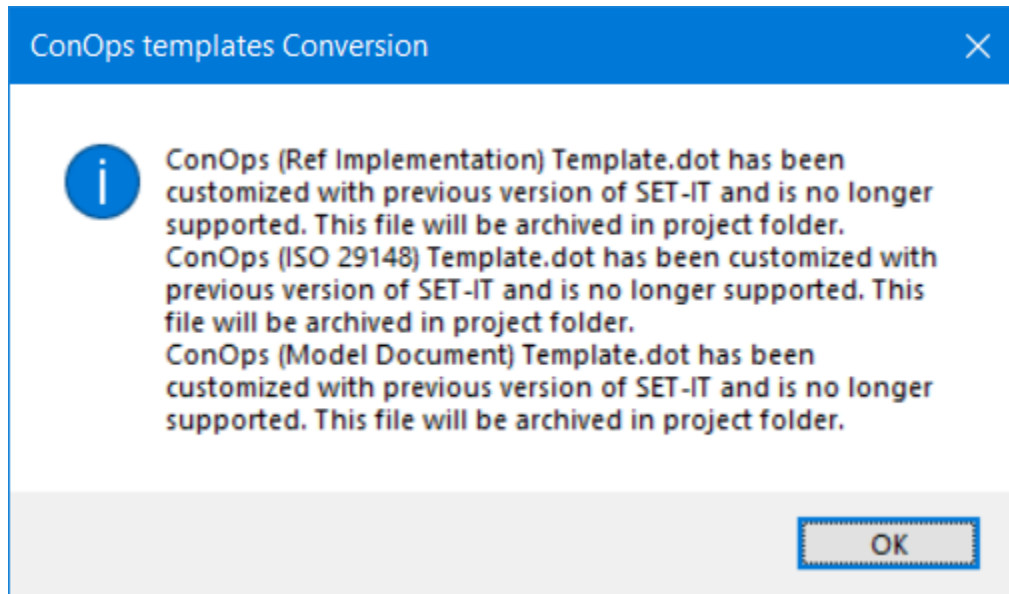 ConOps templates Conversion
ConOps (Ref Implementation) Template.dot has been
customized with previous version of SET-IT and is no longer
supported. This file will be archived in project folder.
ConOps (ISO 29148) Template.dot has been customized with
previous version of SET-IT and is no longer supported. This
file will be archived in project folder.
ConOps (Model Document) Template.dot has been
customized with previous version of SET-IT and is no longer
supported. This file will be archived in project folder.
OK